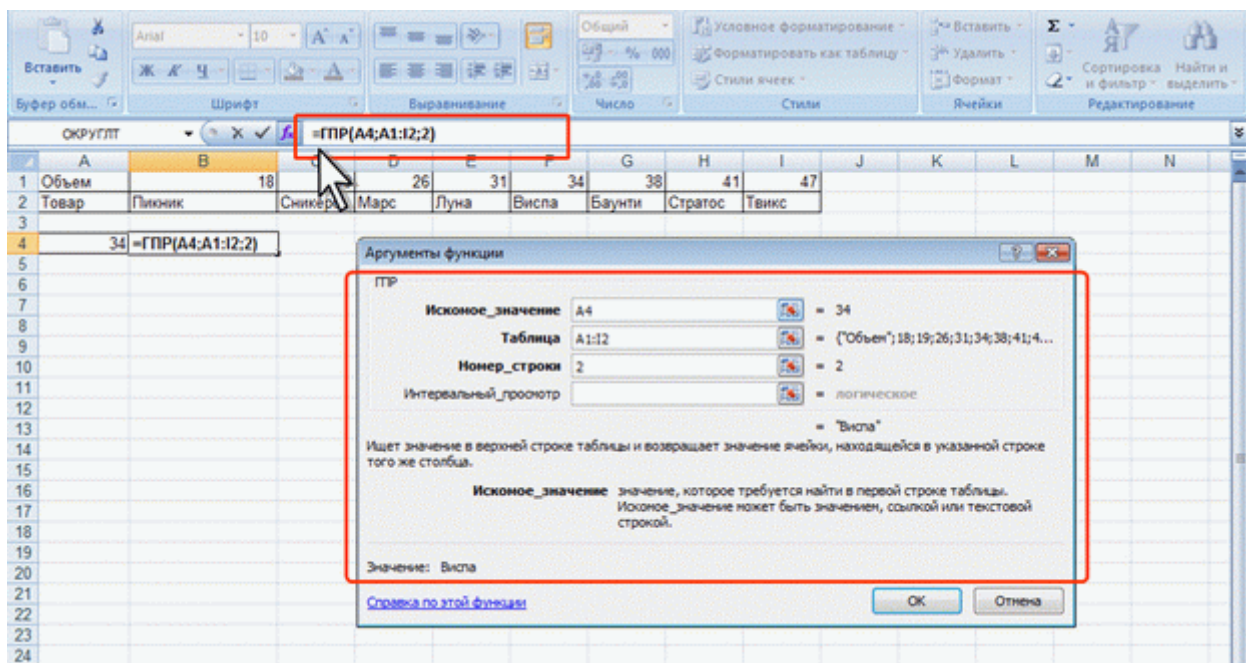 Вставить
Буфер обм...
Arial 10
Ж К Ч
Шрифт
Выравнивание
Общий
% 000
Число
Условное форматирование
Форматировать как таблицу
Стили ячеек
Стили
Вставить
Удалить
Формат
Ячейки
Σ
Сортировка и фильтр
Найти и выделить
Редактирование
ОКРУГЛТ fx =ГПР(A4;A1:I2;2)
A B D E F G H I J K L M N
1 Объем 18 26 31 34 38 41 47
2 Товар Пикник Сникерс Марс Луна Виспа Баунти Стратос Твикс
3
4 34 =ГПР(A4;A1:I2;2)
5
6
7
8
9
10
11
12
13
14
15
16
17
18
19
20
21
22
23
24
Аргументы функции
ГПР
Искомое_значение A4 = 34
Таблица A1:I2 = {"Объем";18;19;26;31;34;38;41;4...
Номер_строки 2 = 2
Интервальный_просмотр = логическое
= "Виспа"
Ищет значение в верхней строке таблицы и возвращает значение ячейки, находящейся в указанной строке
того же столбца.
Искомое_значение значение, которое требуется найти в первой строке таблицы.
Искомое_значение может быть значением, ссылкой или текстовой
строкой.
Значение: Виспа
Справка по этой функции
ОК
Отмена